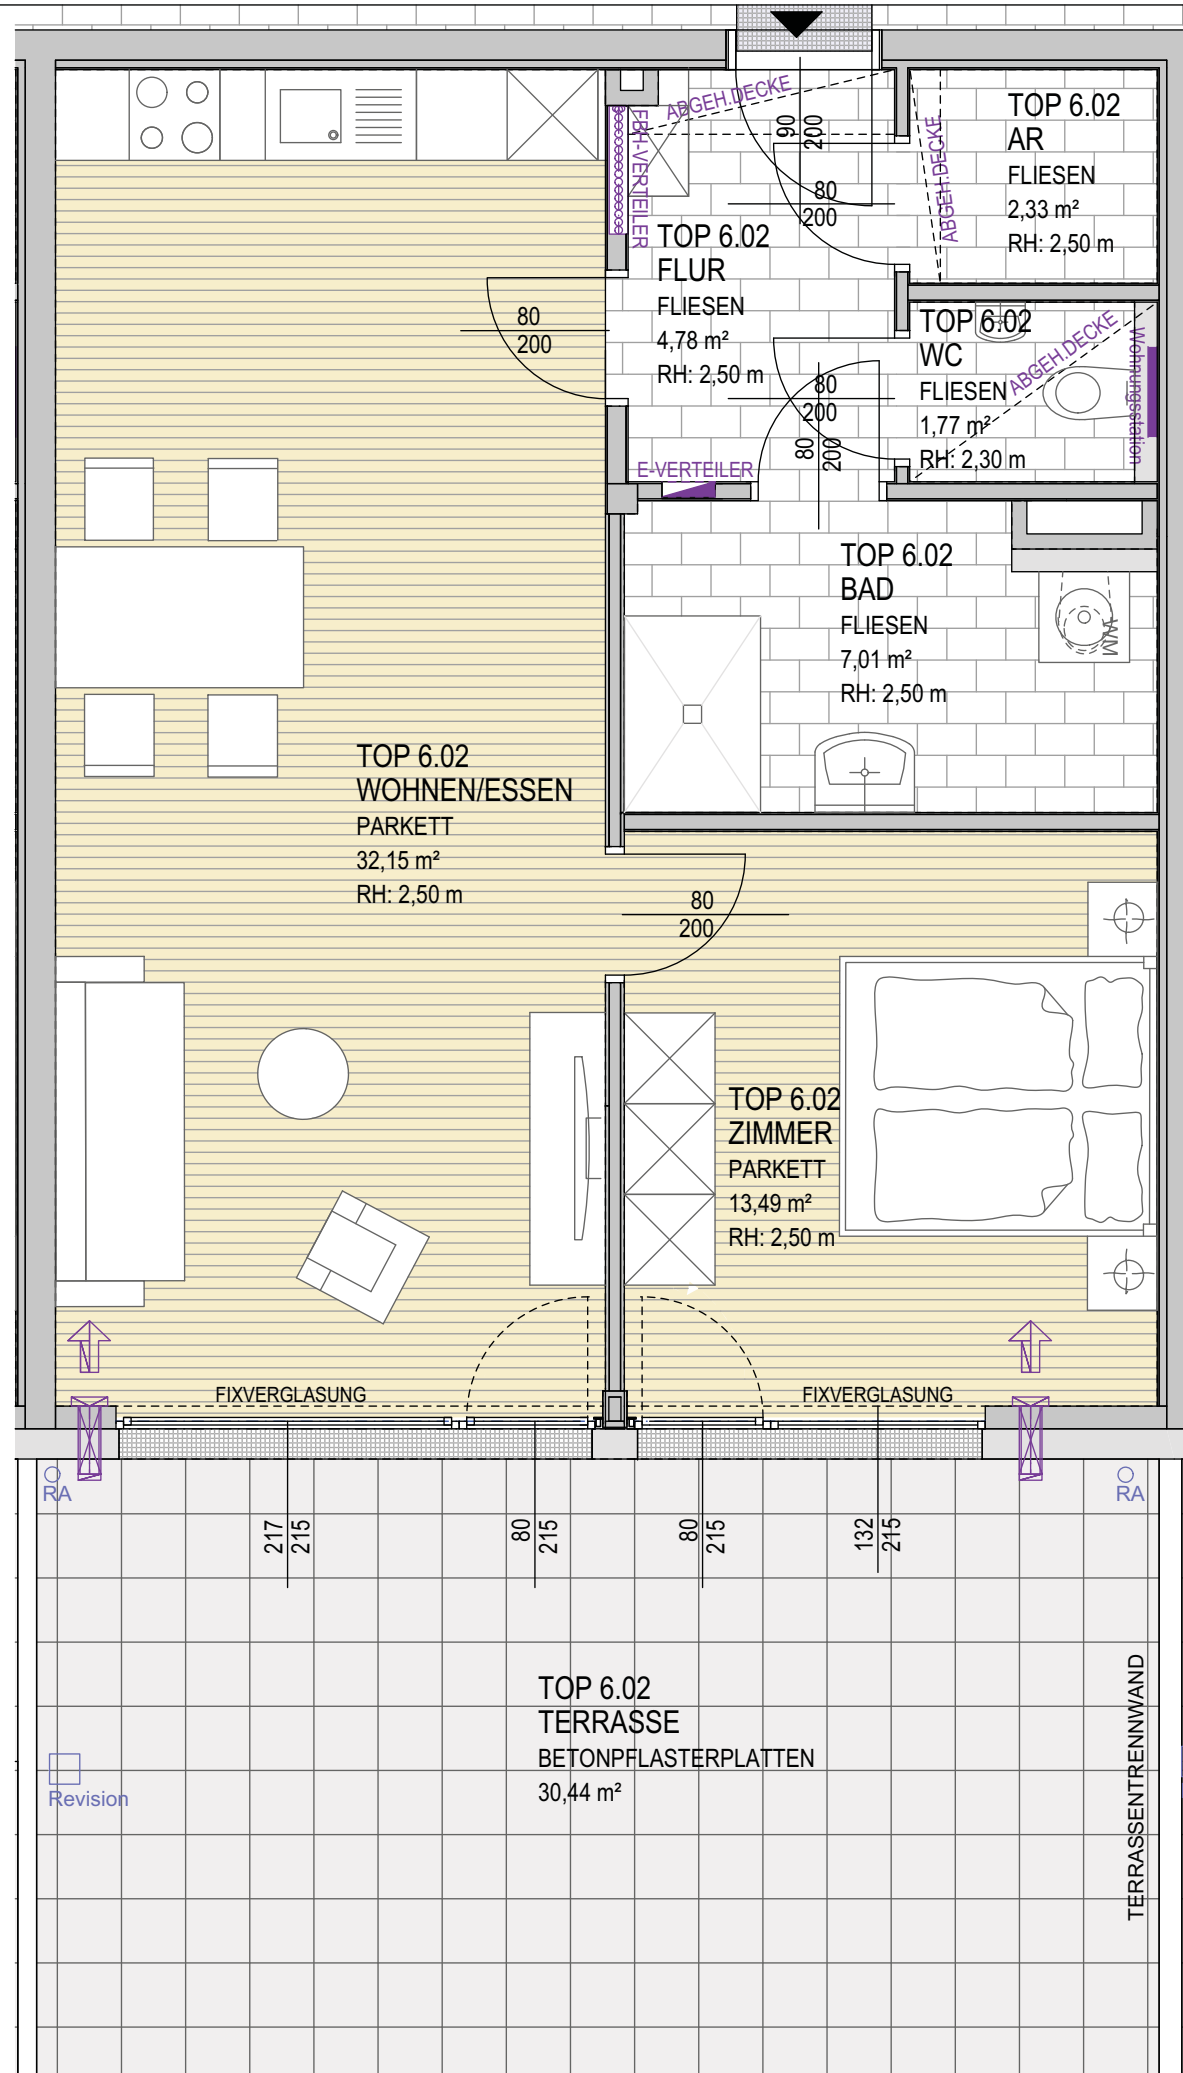 ABGEH.DECKE
90
200
FBH-VERTEILER
80
200
ABGEH.DECKE
TOP 6.02
AR
FLIESEN
2,33 m²
RH: 2,50 m
TOP 6.02
FLUR
FLIESEN
4,78 m²
RH: 2,50 m
80
200
80
200
80
200
E-VERTEILER
TOP 6.02
WC
FLIESEN
1,77 m²
RH: 2,30 m
ABGEH.DECKE
Wohnungsstation
TOP 6.02
BAD
FLIESEN
7,01 m²
RH: 2,50 m
WM
TOP 6.02
WOHNEN/ESSEN
PARKETT
32,15 m²
RH: 2,50 m
80
200
TOP 6.02
ZIMMER
PARKETT
13,49 m²
RH: 2,50 m
FIXVERGLASUNG
FIXVERGLASUNG
RA
RA
217
215
80
215
80
215
132
215
TOP 6.02
TERRASSE
BETONPFLASTERPLATTEN
30,44 m²
Revision
TERRASSENTRENNWAND